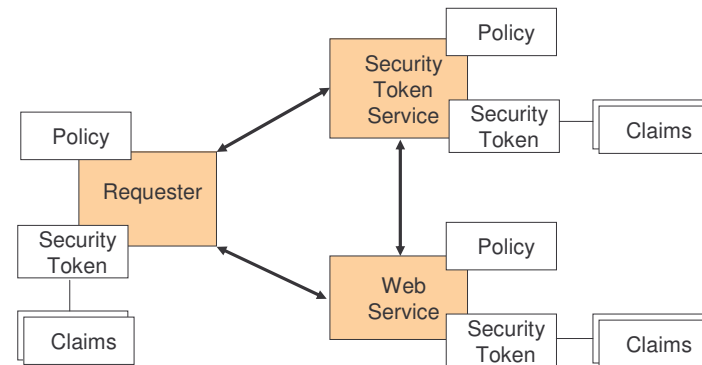 Policy
Security
Token
Service
Security
Token
Claims
Policy
Requester
Security
Token
Claims
Policy
Web
Service
Security
Token
Claims